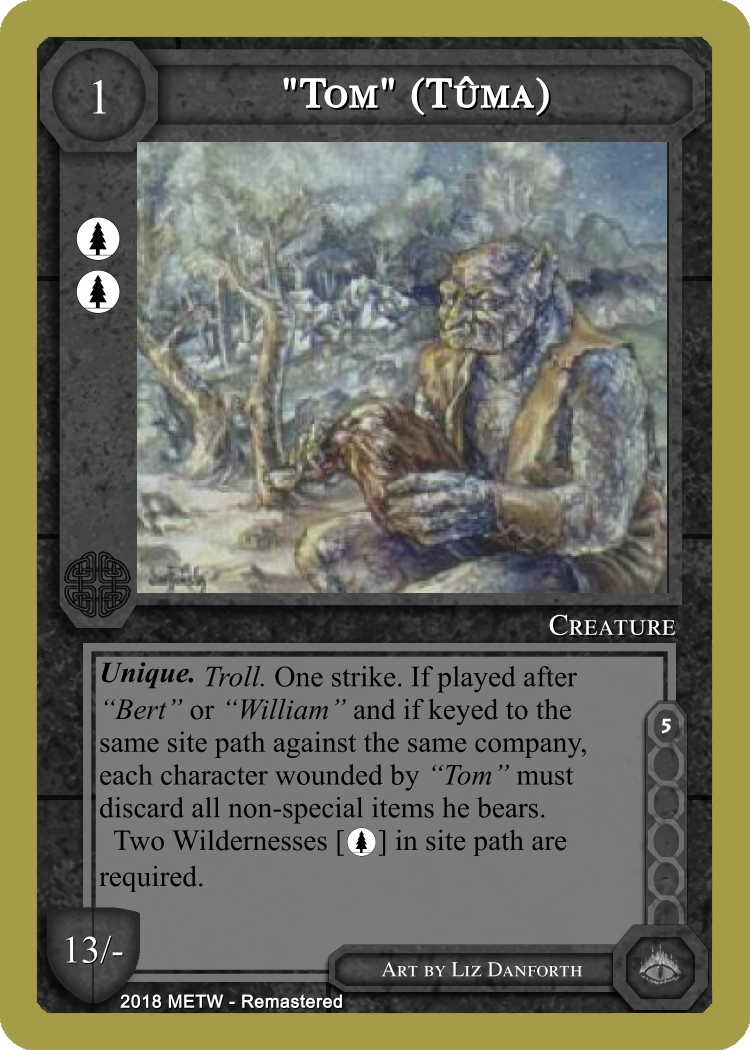 1
"Tom" (Tûma)
Creature
Unique. Troll. One strike. If played after
“Bert” or “William” and if keyed to the
same site path against the same company,
each character wounded by “Tom” must
discard all non-special items he bears.
Two Wildernesses [ ] in site path are
required.
5
13/-
Art by Liz Danforth
2018 METW - Remastered